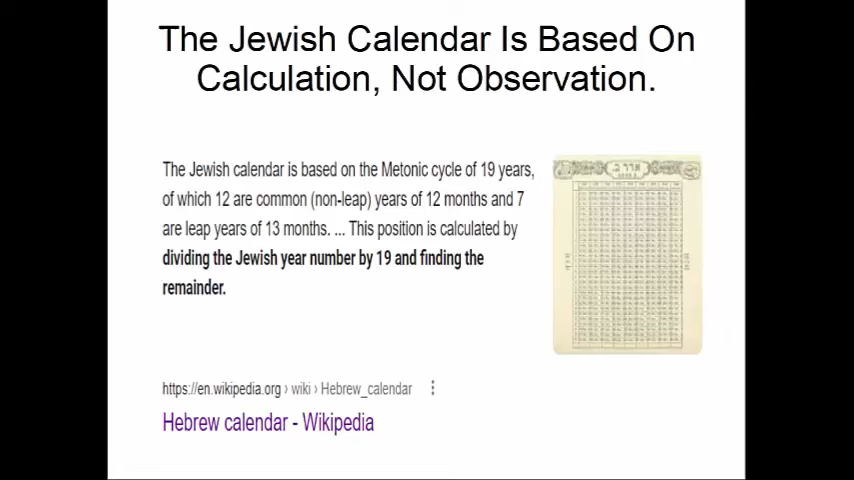 The Jewish Calendar Is Based On
Calculation, Not Observation.
The Jewish calendar is based on the Metonic cycle of 19 years,
of which 12 are common (non-leap) years of 12 months and 7
are leap years of 13 months. ... This position is calculated by
dividing the Jewish year number by 19 and finding the
remainder.
https://en.wikipedia.org › wiki › Hebrew_calendar
Hebrew calendar - Wikipedia